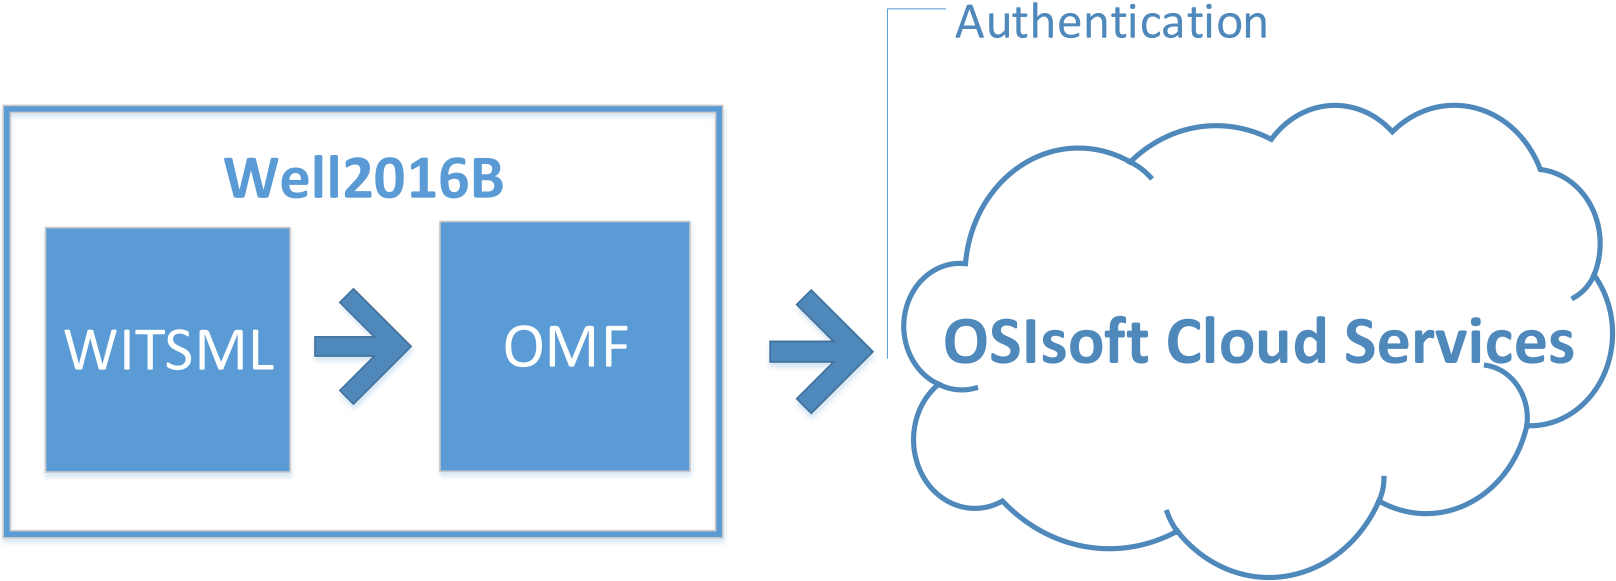 Authentication
Well2016B
WITSML
OMF
OSIsoft Cloud Services